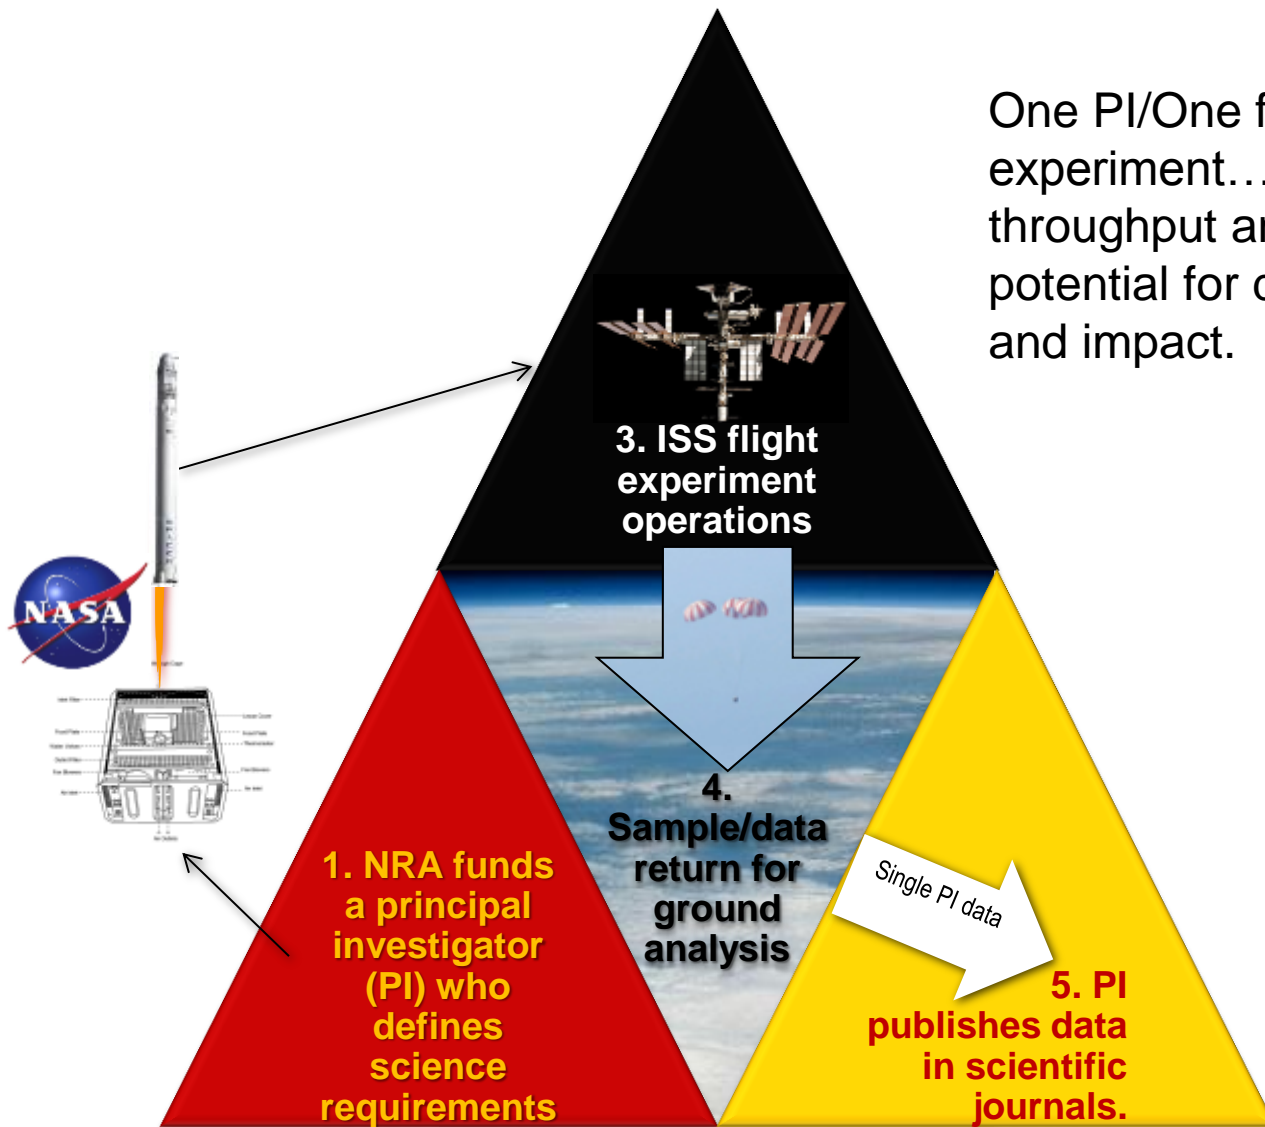 One PI/One f
experiment…
throughput a
potential for
and impact.
NASA
3. ISS flight
experiment
operations
4.
Sample/data
return for
ground
analysis
Single PI data
1. NRA funds
a principal
investigator
(PI) who
defines
science
requirements
5. PI
publishes data
in scientific
journals.